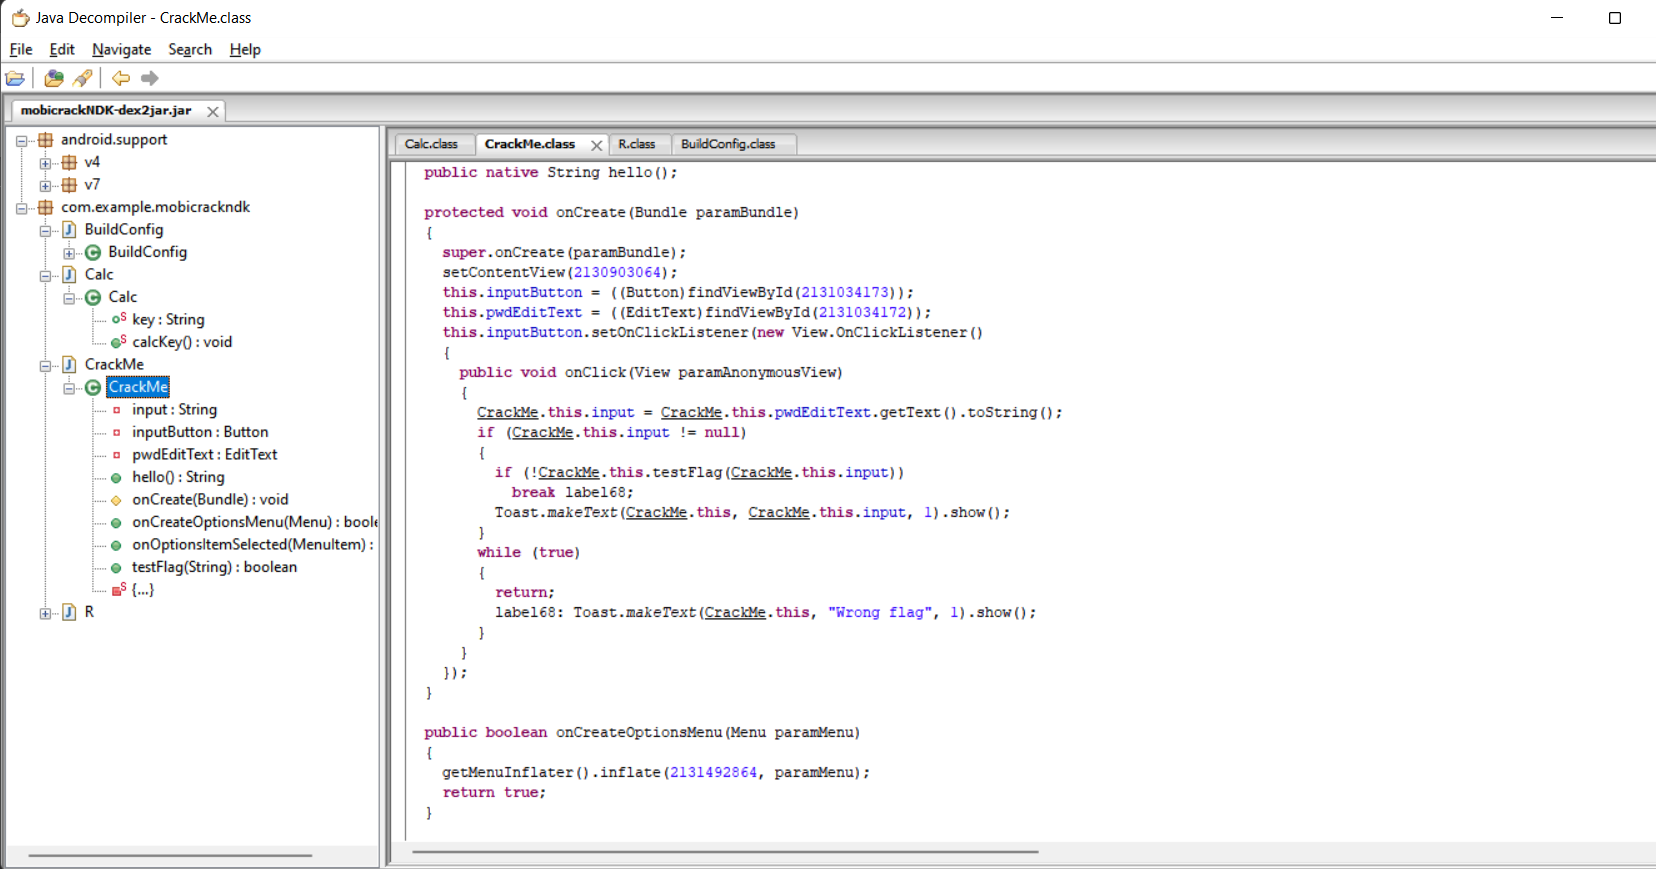 Java Decompiler - CrackMe.class
File Edit Navigate Search Help
mobicrackNDK-dex2jar.jar
android.support
v4
v7
com.example.mobicrackndk
BuildConfig
BuildConfig
Calc
Calc
key : String
calcKey() : void
CrackMe
CrackMe
input : String
inputButton : Button
pwdEditText : EditText
hello() : String
onCreate(Bundle) : void
onCreateOptionsMenu(Menu) : boole
onOptionsItemSelected(MenuItem) :
testFlag(String) : boolean
{...}
R
Calc.class CrackMe.class R.class BuildConfig.class
public native String hello();
protected void onCreate(Bundle paramBundle)
{
super.onCreate(paramBundle);
setContentView(2130903064);
this.inputButton = ((Button)findViewById(2131034173));
this.pwdEditText = ((EditText)findViewById(2131034172));
this.inputButton.setOnClickListener(new View.OnClickListener()
{
public void onClick(View paramAnonymousView)
{
CrackMe.this.input = CrackMe.this.pwdEditText.getText().toString();
if (CrackMe.this.input != null)
{
if (!CrackMe.this.testFlag(CrackMe.this.input))
break label68;
Toast.makeText(CrackMe.this, CrackMe.this.input, 1).show();
}
while (true)
{
return;
label68: Toast.makeText(CrackMe.this, "Wrong flag", 1).show();
}
}
});
}
public boolean onCreateOptionsMenu(Menu paramMenu)
{
getMenuInflater().inflate(2131492864, paramMenu);
return true;
}